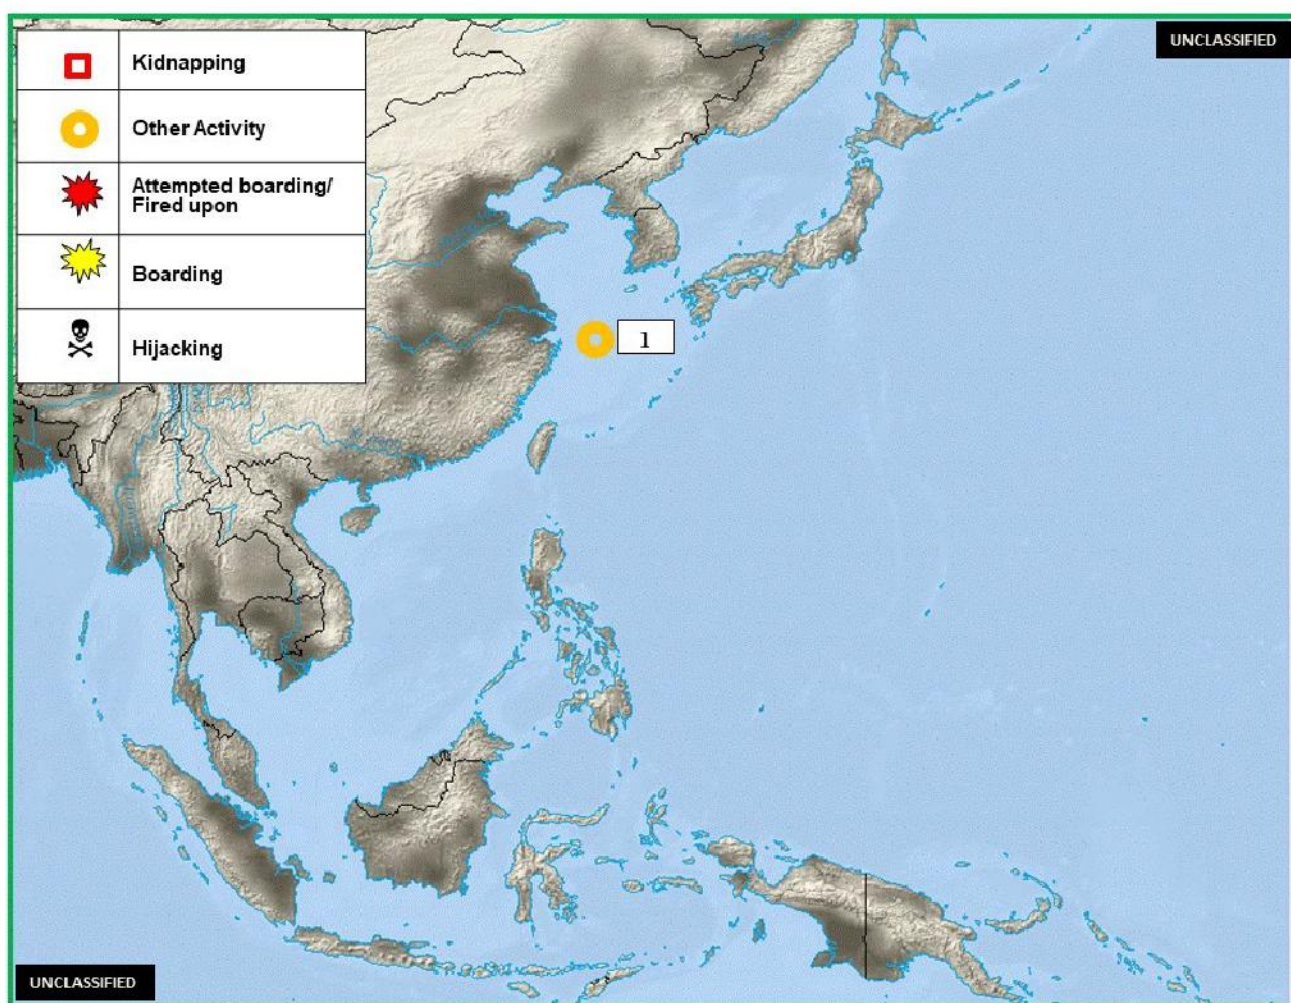 UNCLASSIFIED
Kidnapping
Other Activity
Attempted boarding/
Fired upon
Boarding
Hijacking
1
UNCLASSIFIED